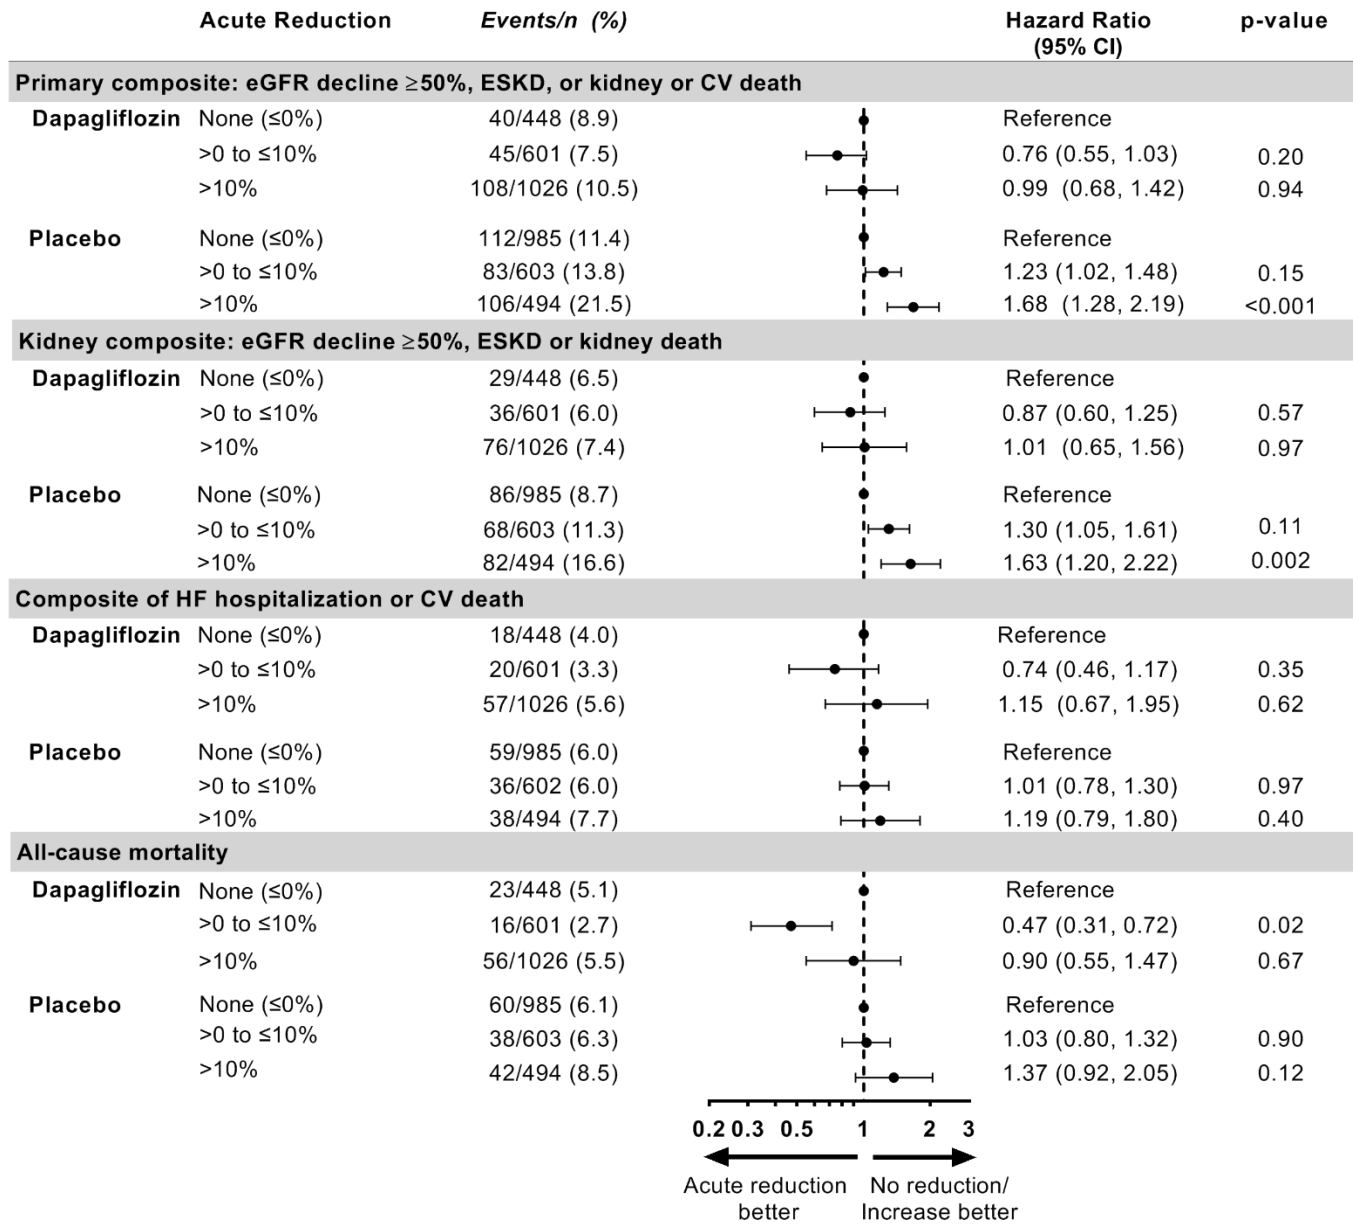 Acute Reduction Events/n (%) Hazard Ratio (95% CI) p-value
Primary composite: eGFR decline ≥50%, ESKD, or kidney or CV death
Dapagliflozin None (≤0%) 40/448 (8.9) Reference
>0 to ≤10% 45/601 (7.5) 0.76 (0.55, 1.03) 0.20
>10% 108/1026 (10.5) 0.99 (0.68, 1.42) 0.94
Placebo None (≤0%) 112/985 (11.4) Reference
>0 to ≤10% 83/603 (13.8) 1.23 (1.02, 1.48) 0.15
>10% 106/494 (21.5) 1.68 (1.28, 2.19) <0.001
Kidney composite: eGFR decline ≥50%, ESKD or kidney death
Dapagliflozin None (≤0%) 29/448 (6.5) Reference
>0 to ≤10% 36/601 (6.0) 0.87 (0.60, 1.25) 0.57
>10% 76/1026 (7.4) 1.01 (0.65, 1.56) 0.97
Placebo None (≤0%) 86/985 (8.7) Reference
>0 to ≤10% 68/603 (11.3) 1.30 (1.05, 1.61) 0.11
>10% 82/494 (16.6) 1.63 (1.20, 2.22) 0.002
Composite of HF hospitalization or CV death
Dapagliflozin None (≤0%) 18/448 (4.0) Reference
>0 to ≤10% 20/601 (3.3) 0.74 (0.46, 1.17) 0.35
>10% 57/1026 (5.6) 1.15 (0.67, 1.95) 0.62
Placebo None (≤0%) 59/985 (6.0) Reference
>0 to ≤10% 36/602 (6.0) 1.01 (0.78, 1.30) 0.97
>10% 38/494 (7.7) 1.19 (0.79, 1.80) 0.40
All-cause mortality
Dapagliflozin None (≤0%) 23/448 (5.1) Reference
>0 to ≤10% 16/601 (2.7) 0.47 (0.31, 0.72) 0.02
>10% 56/1026 (5.5) 0.90 (0.55, 1.47) 0.67
Placebo None (≤0%) 60/985 (6.1) Reference
>0 to ≤10% 38/603 (6.3) 1.03 (0.80, 1.32) 0.90
>10% 42/494 (8.5) 1.37 (0.92, 2.05) 0.12
0.2 0.3 0.5 1 2 3
Acute reduction better
No reduction/ Increase better